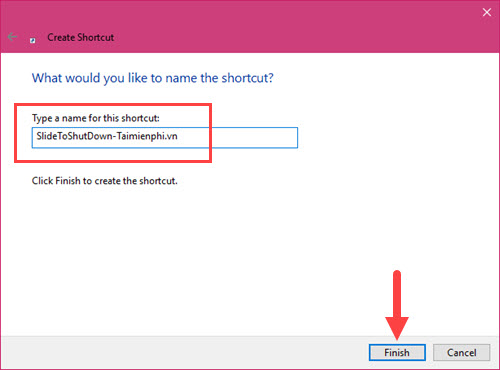 Create Shortcut
What would you like to name the shortcut?
Type a name for this shortcut:
SlideToShutDown-Taimienphi.vn
Click Finish to create the shortcut.
Finish
Cancel